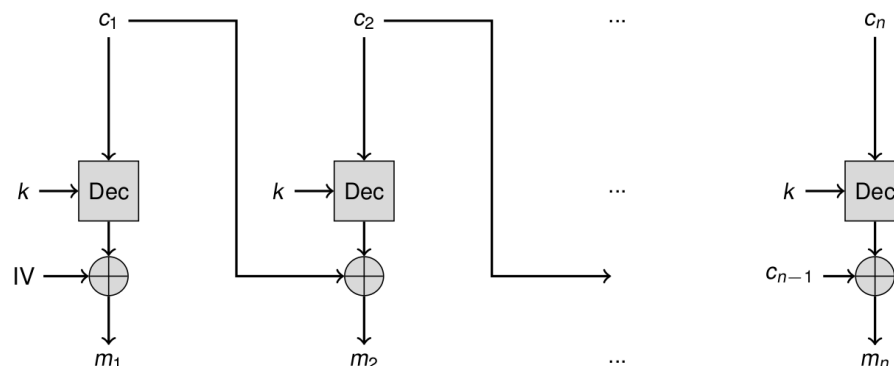 c₁ c₂ ... cₙ
k Dec k Dec ... k Dec
IV cₙ₋₁
m₁ m₂ ... mₙ